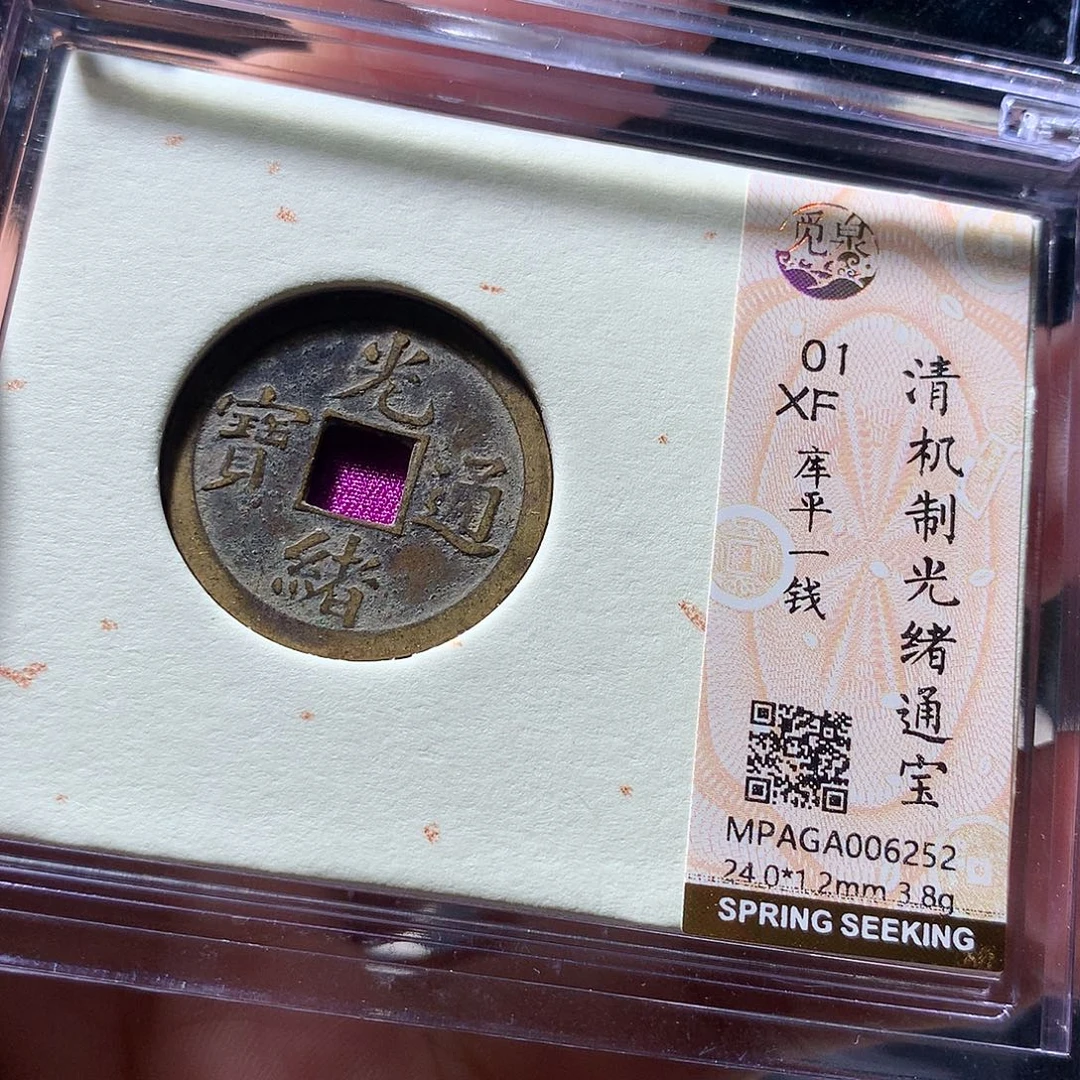 光緒通寶
覓泉
01
XF
库平一钱
清机制光绪通宝
MPAGA006252
24.0*1.2mm 3.8g
SPRING SEEKING